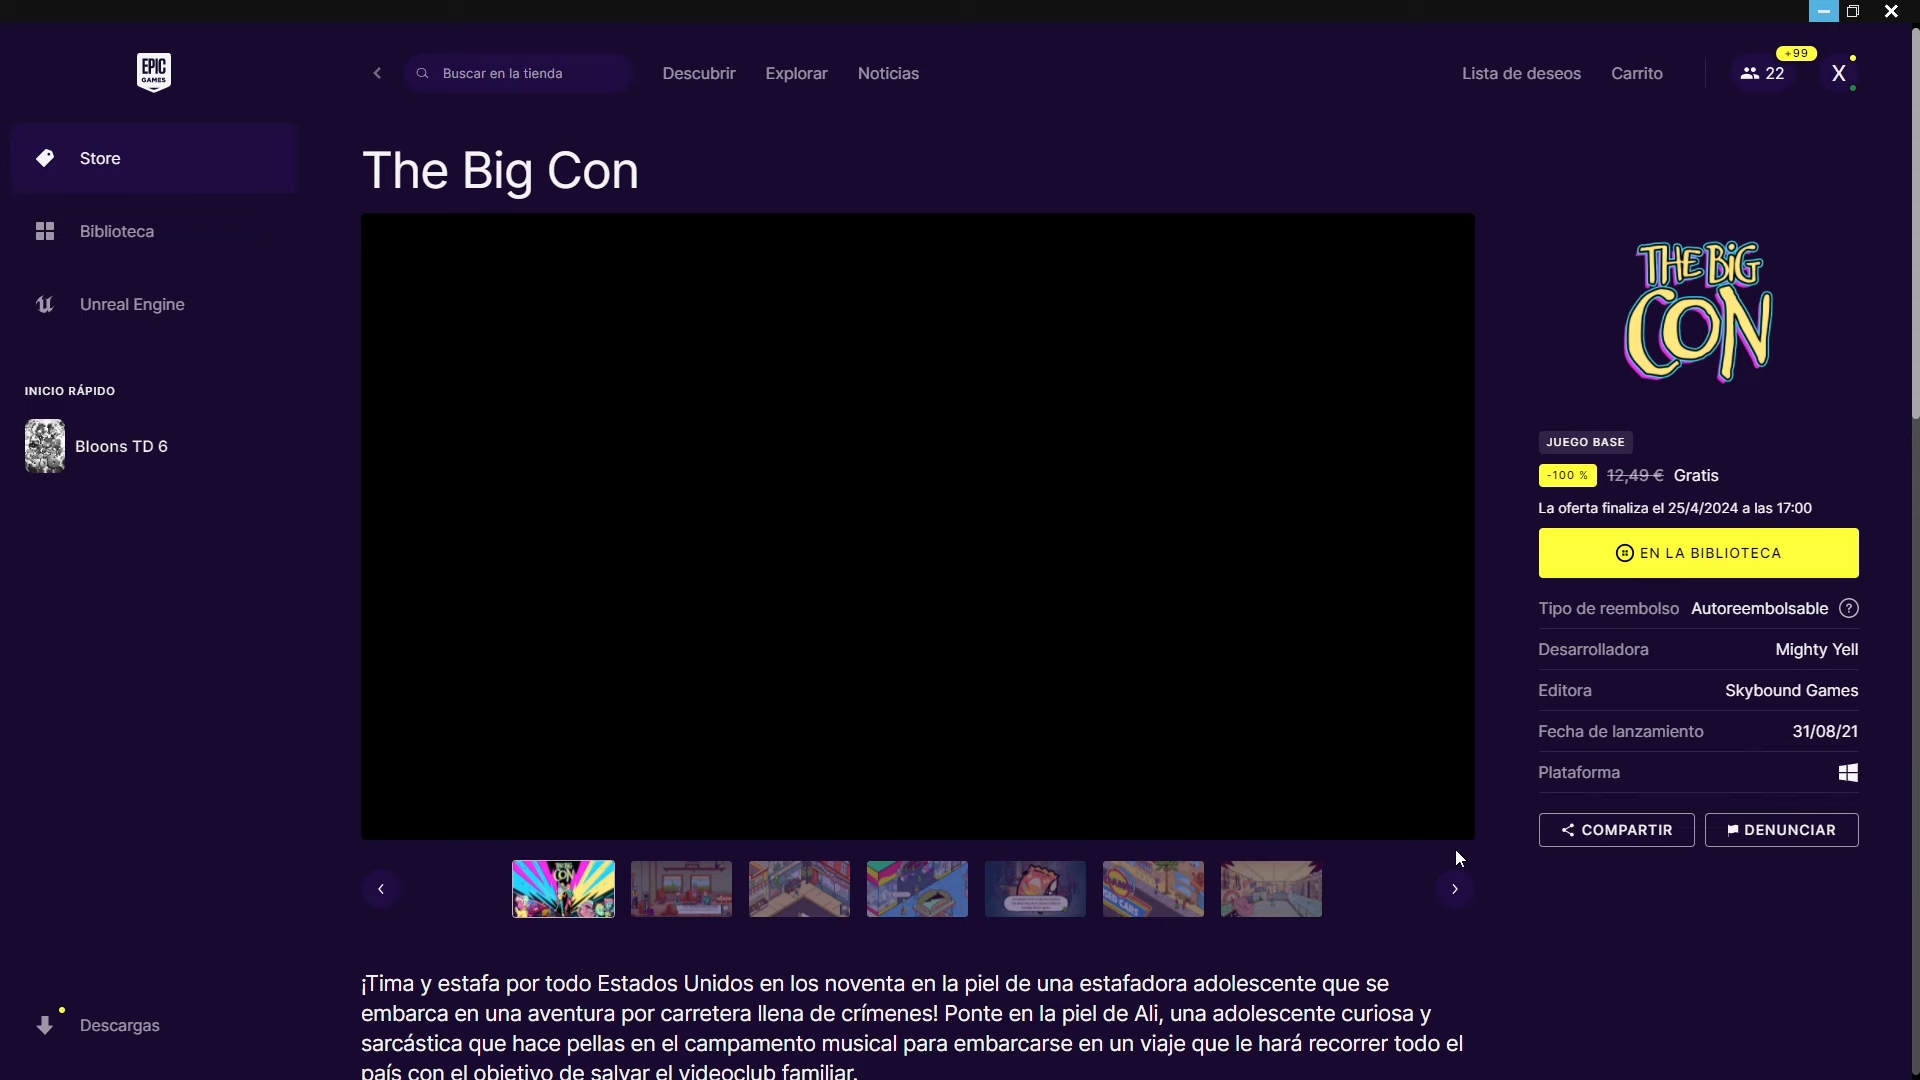 EPIC
GAMES
Buscar en la tienda
Descubrir
Explorar
Noticias
Lista de deseos
Carrito
22
+99
X
Store
Biblioteca
Unreal Engine
INICIO RÁPIDO
Bloons TD 6
Descargas
The Big Con
THE BIG
CON
JUEGO BASE
-100 % 12,49 € Gratis
La oferta finaliza el 25/4/2024 a las 17:00
EN LA BIBLIOTECA
Tipo de reembolso Autoreembolsable ?
Desarrolladora Mighty Yell
Editora Skybound Games
Fecha de lanzamiento 31/08/21
Plataforma
COMPARTIR
DENUNCIAR
¡Tima y estafa por todo Estados Unidos en los noventa en la piel de una estafadora adolescente que se
embarca en una aventura por carretera llena de crímenes! Ponte en la piel de Ali, una adolescente curiosa y
sarcástica que hace pellas en el campamento musical para embarcarse en un viaje que le hará recorrer todo el
país con el objetivo de salvar el videoclub familiar.